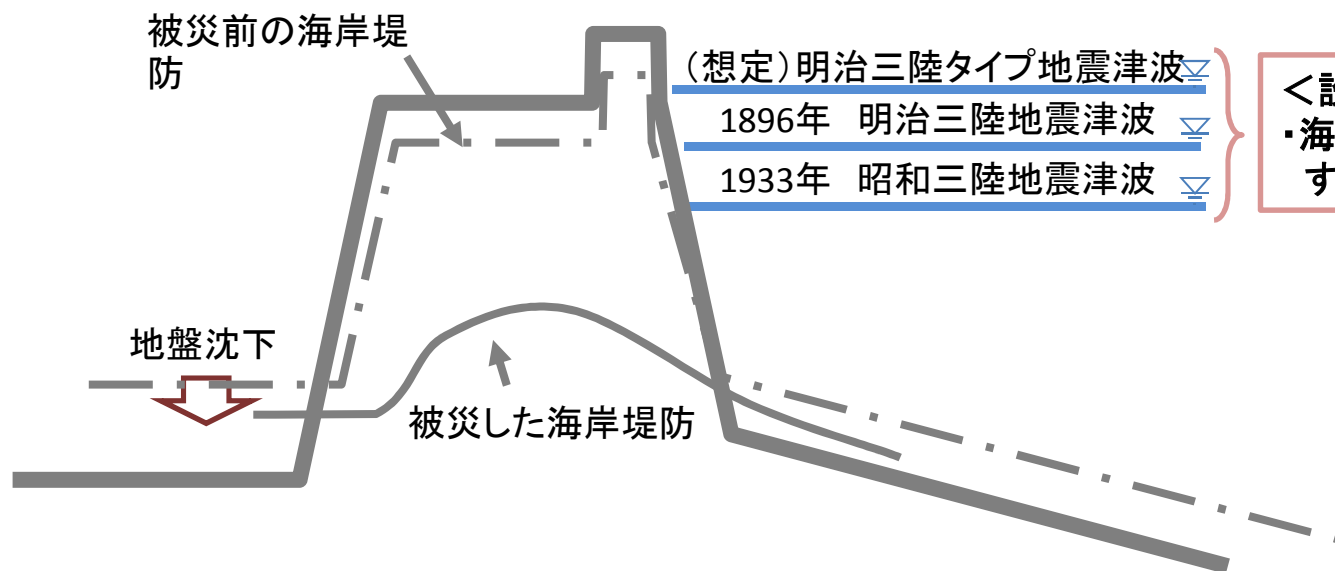 被災前の海岸堤
防
(想定)明治三陸タイプ地震津波
1896年 明治三陸地震津波
1933年 昭和三陸地震津波
<設
・海
す
地盤沈下
被災した海岸堤防